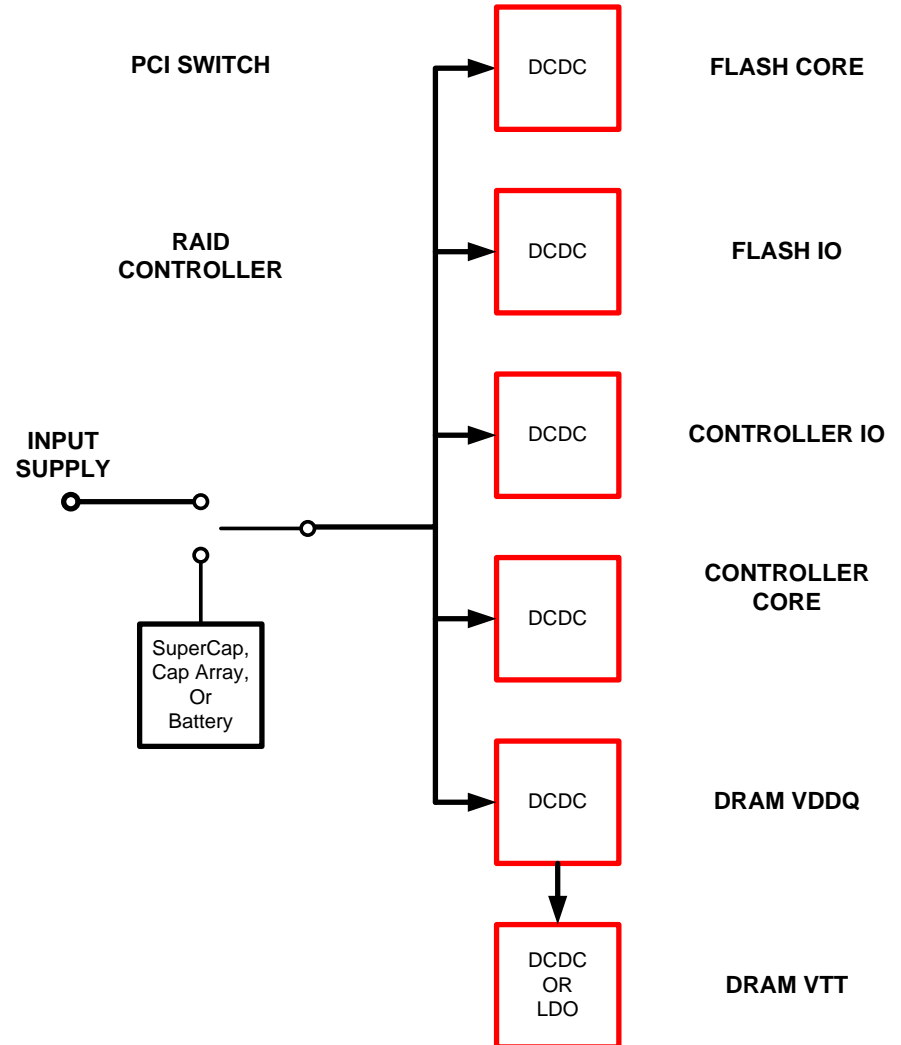 PCI SWITCH
DCDC
FLASH CORE
RAID
CONTROLLER
DCDC
FLASH IO
INPUT
SUPPLY
DCDC
CONTROLLER IO
DCDC
CONTROLLER
CORE
SuperCap,
Cap Array,
Or
Battery
DCDC
DRAM VDDQ
DCDC
OR
LDO
DRAM VTT